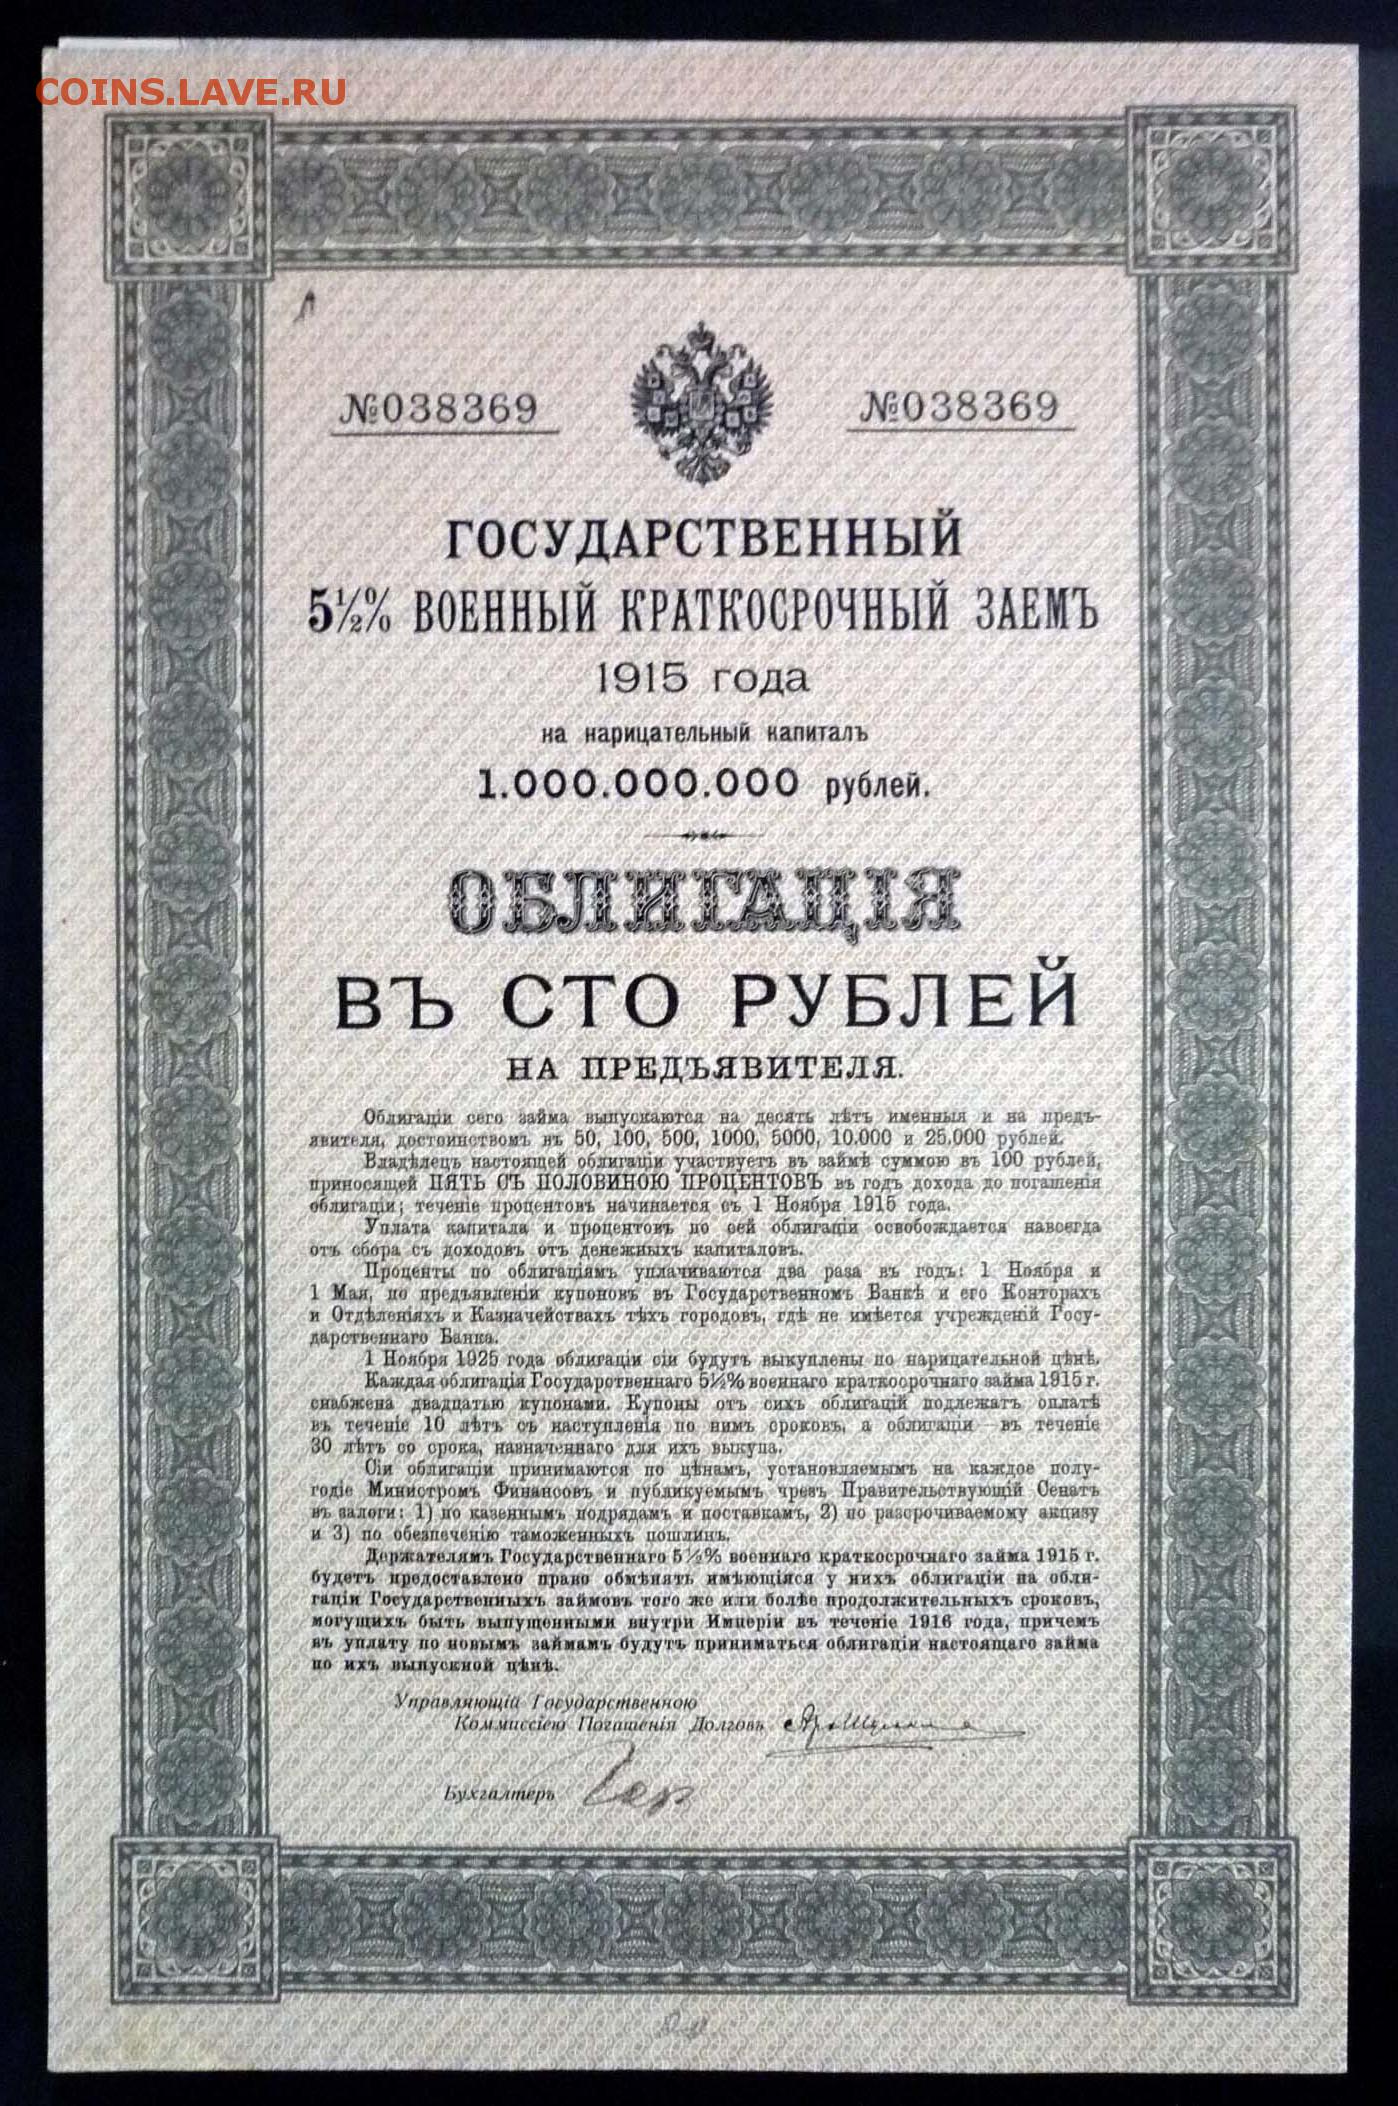 COINS.LAVE.RU
№038369 №038369
ГОСУДАРСТВЕННЫЙ
5½% ВОЕННЫЙ КРАТКОСРОЧНЫЙ ЗАЕМЪ
1915 года
на нарицательный капиталъ
1.000.000.000 рублей.
ОБЛИГАЦІЯ
ВЪ СТО РУБЛЕЙ
НА ПРЕДЪЯВИТЕЛЯ.
Облигаціи сего займа выпускаются на десять лѣтъ именныя и на предъ-
явителя, достоинствомъ въ 50, 100, 500, 1000, 5000, 10.000 и 25.000 рублей.
Владѣлецъ настоящей облигаціи участвуетъ въ займѣ суммою въ 100 рублей,
приносящей ПЯТЬ СЪ ПОЛОВИНОЮ ПРОЦЕНТОВЪ въ годъ дохода до погашенія
облигаціи; теченіе процентовъ начинается съ 1 Ноября 1915 года.
Уплата капитала и процентовъ по сей облигаціи освобождается навсегда
отъ сбора съ доходовъ отъ денежныхъ капиталовъ.
Проценты по облигаціямъ уплачиваются два раза въ годъ: 1 Ноября и
1 Мая, по предъявленіи купоновъ въ Государственномъ Банкѣ и его Конторахъ
и Отдѣленіяхъ и Казначействахъ тѣхъ городовъ, гдѣ не имѣется учрежденій Госу-
дарственнаго Банка.
1 Ноября 1925 года облигаціи сіи будутъ выкуплены по нарицательной цѣнѣ.
Каждая облигація Государственнаго 5½% военнаго краткосрочнаго займа 1915 г.
снабжена двадцатью купонами. Купоны отъ сихъ облигацій подлежатъ оплатѣ
въ теченіе 10 лѣтъ съ наступленія по нимъ сроковъ, а облигаціи—въ теченіе
30 лѣтъ со срока, назначеннаго для ихъ выкупа.
Сіи облигаціи принимаются по цѣнамъ, установляемымъ на каждое полу-
годіе Министромъ Финансовъ и публикуемымъ чрезъ Правительствующій Сенатъ
въ залоги: 1) по казеннымъ подрядамъ и поставкамъ, 2) по разсрочиваемому акцизу
и 3) по обезпеченію таможенныхъ пошлинъ.
Держателямъ Государственнаго 5½% военнаго краткосрочнаго займа 1915 г.
будетъ предоставлено право обмѣнять имѣющіяся у нихъ облигаціи на обли-
гаціи Государственныхъ займовъ того же или болѣе продолжительныхъ сроковъ,
могущихъ быть выпущенными внутри Имперіи въ теченіе 1916 года, причемъ
въ уплату по новымъ займамъ будутъ приниматься облигаціи настоящаго займа
по ихъ выпускной цѣнѣ.
Управляющій Государственною
Коммиссіею Погашенія Долговъ
Бухгалтеръ